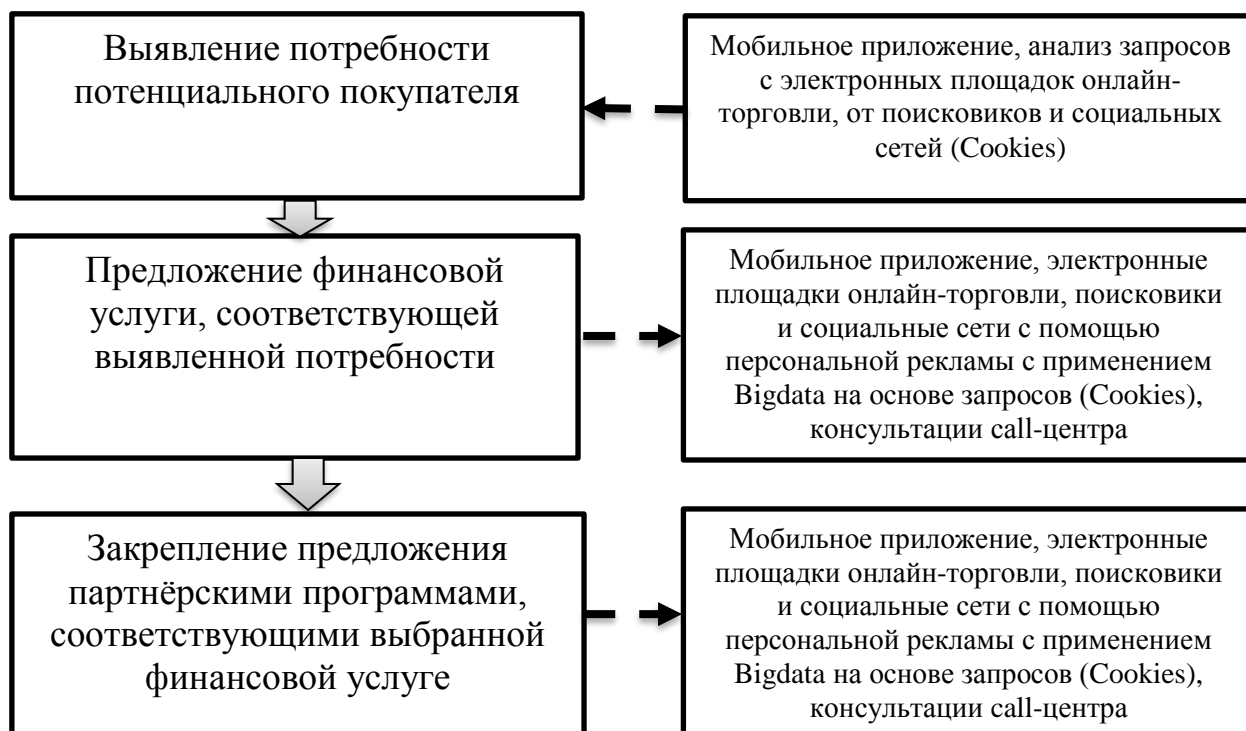 Выявление потребности
потенциального покупателя
Мобильное приложение, анализ запросов
с электронных площадок онлайн-
торговли, от поисковиков и социальных
сетей (Cookies)
Предложение финансовой
услуги, соответствующей
выявленной потребности
Мобильное приложение, электронные
площадки онлайн-торговли, поисковики
и социальные сети с помощью
персональной рекламы с применением
Bigdata на основе запросов (Cookies),
консультации call-центра
Закрепление предложения
партнёрскими программами,
соответствующими выбранной
финансовой услуге
Мобильное приложение, электронные
площадки онлайн-торговли, поисковики
и социальные сети с помощью
персональной рекламы с применением
Bigdata на основе запросов (Cookies),
консультации call-центра